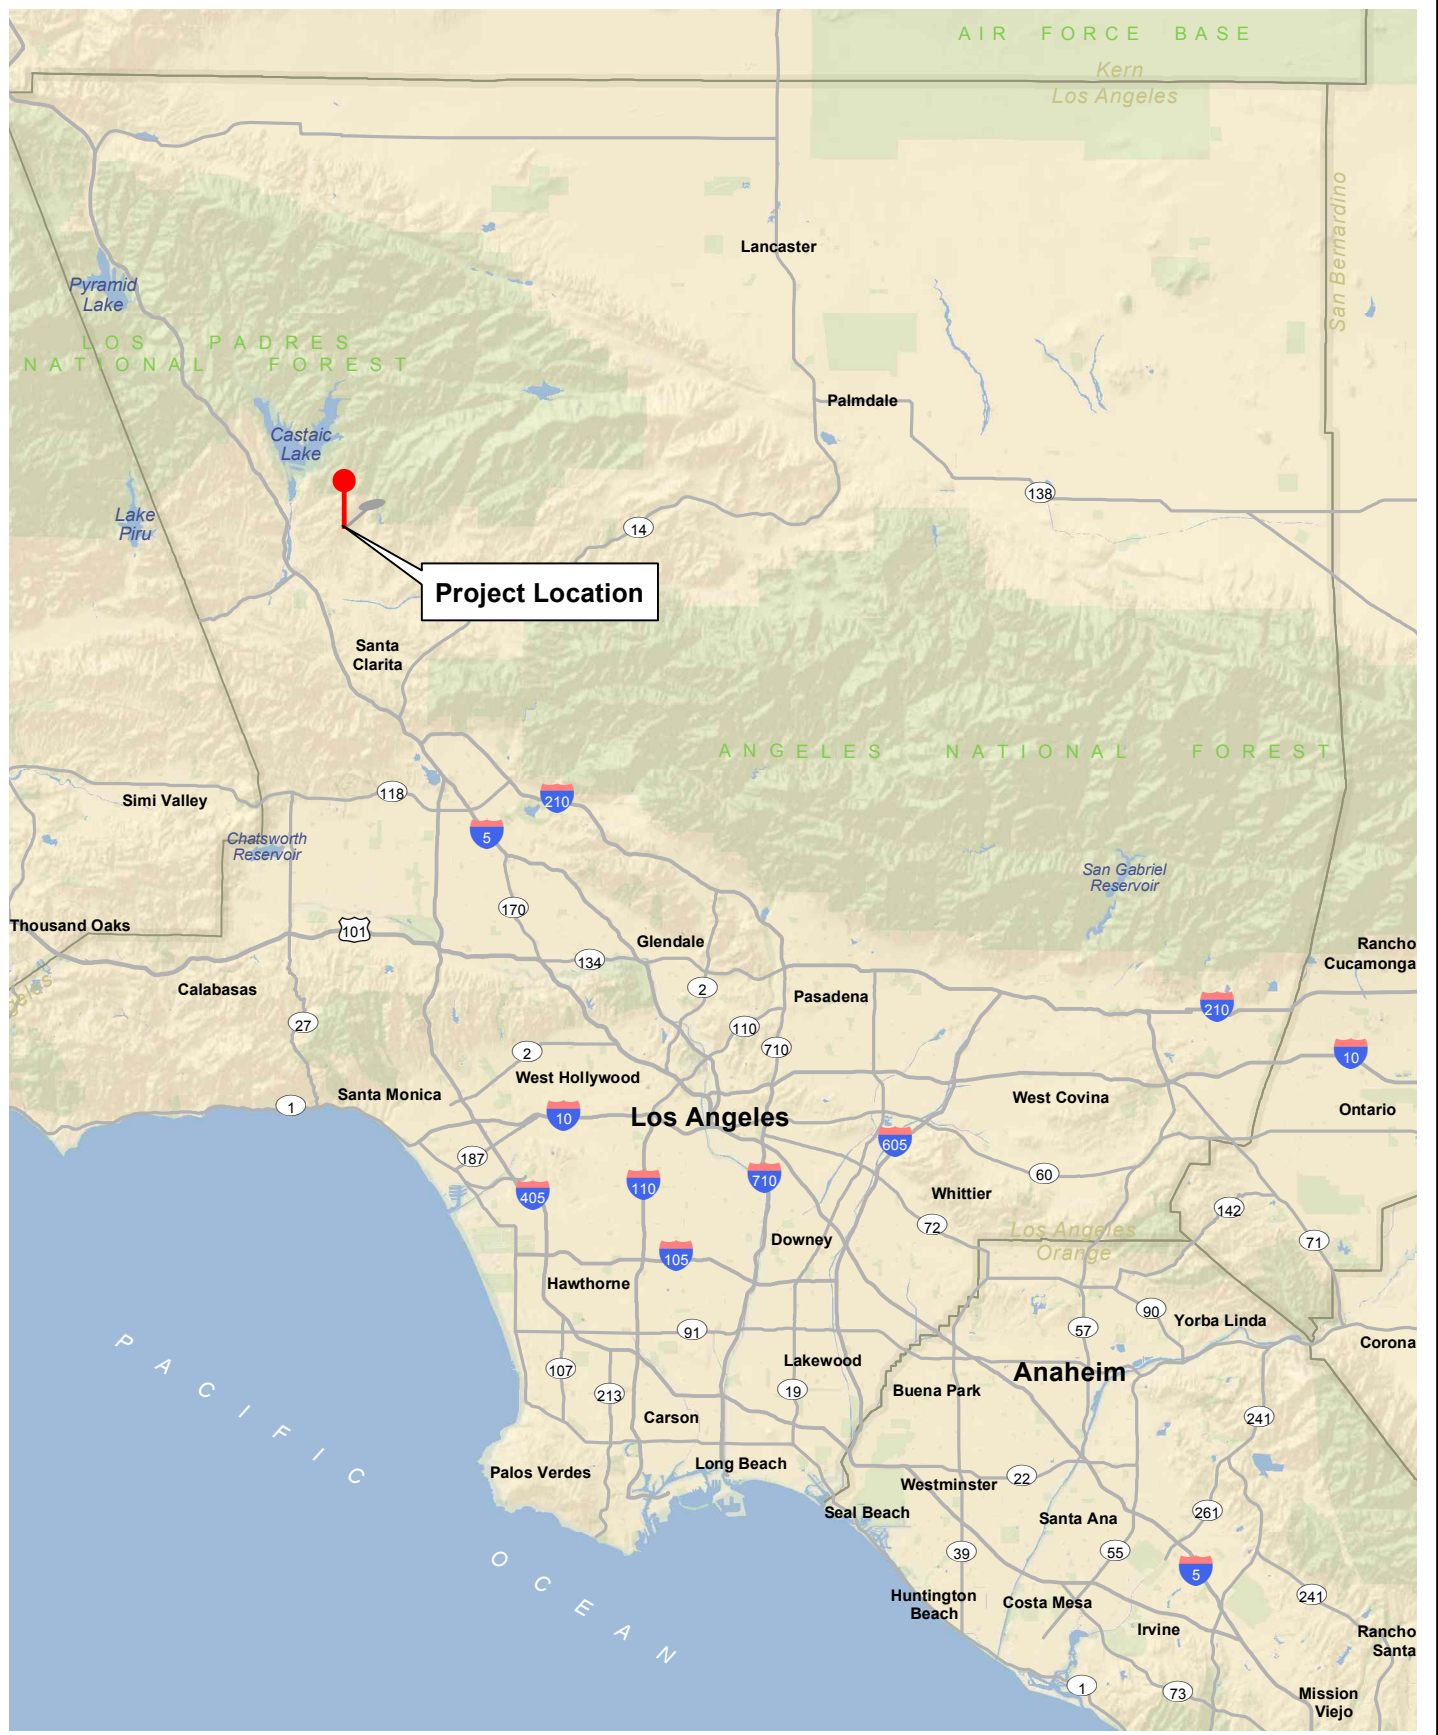 AIR FORCE BASE
Kern
Los Angeles
San Bernardino
Lancaster
Pyramid
Lake
LOS PADRES
NATIONAL FOREST
Palmdale
Castaic
Lake
138
Lake
Piru
14
Project Location
Santa
Clarita
ANGELES NATIONAL FOREST
118
210
Simi Valley
5
Chatsworth
Reservoir
San Gabriel
Reservoir
170
Thousand Oaks
101
Glendale
Rancho
Cucamonga
134
Calabasas
2
Pasadena
geles
210
27
110
2
710
10
West Hollywood
Santa Monica
West Covina
1
10
Los Angeles
Ontario
605
187
60
405
110
710
Whittier
142
72
Los Angeles
Orange
Downey
71
105
Hawthorne
90
Yorba Linda
91
57
PACIFIC
Corona
Lakewood
107
Anaheim
213
19
Buena Park
Carson
241
Long Beach
Palos Verdes
22
Westminster
Seal Beach
261
Santa Ana
OCEAN
39
55
5
Huntington
Beach
Costa Mesa
241
Irvine
Rancho
Santa
1
73
Mission
Viejo